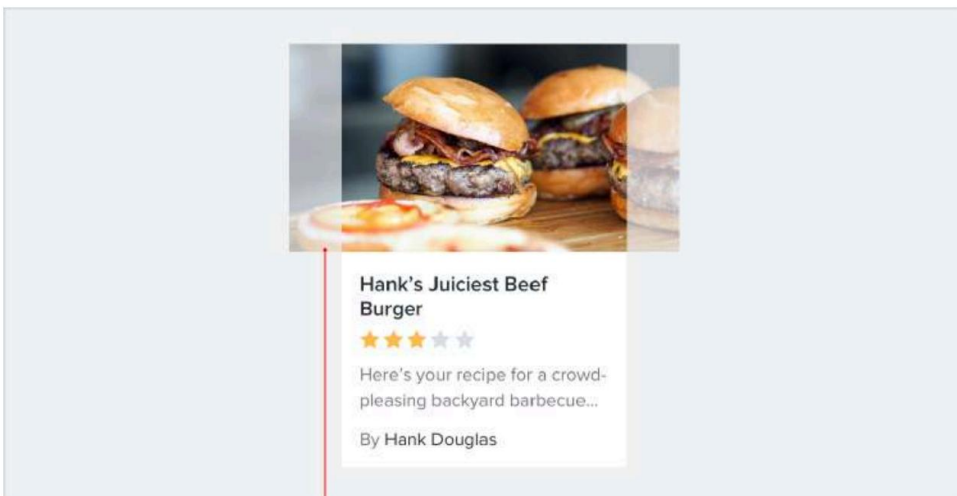 Hank's Juiciest Beef
Burger
Here's your recipe for a crowd-
pleasing backyard barbecue...
By Hank Douglas